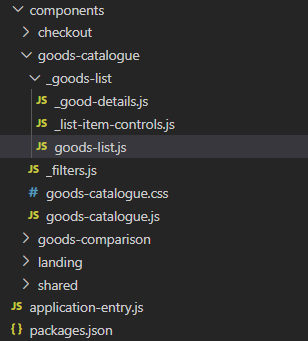 components
checkout
goods-catalogue
_goods-list
JS _good-details.js
JS _list-item-controls.js
JS goods-list.js
JS _filters.js
# goods-catalogue.css
JS goods-catalogue.js
goods-comparison
landing
shared
JS application-entry.js
{} packages.json